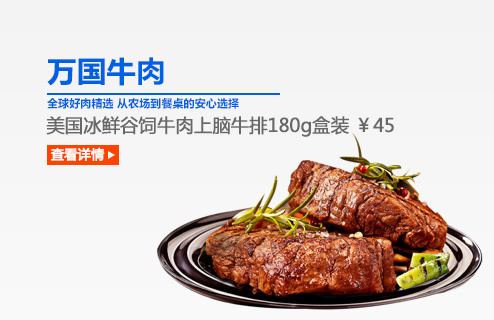 万国牛肉
全球好肉精选 从农场到餐桌的安心选择
美国冰鲜谷饲牛肉上脑牛排180g盒装 ¥45
查看详情